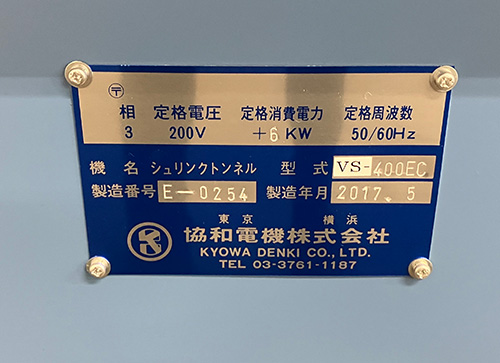 〶
相 定格電圧 定格消費電力 定格周波数
3 200V +6 KW 50/60Hz
機名 シュリンクトンネル 型式 VS-400EC
製造番号 E-0254 製造年月 2017. 5
東京 横浜
協和電機株式会社
KYOWA DENKI CO., LTD.
TEL 03-3761-1187